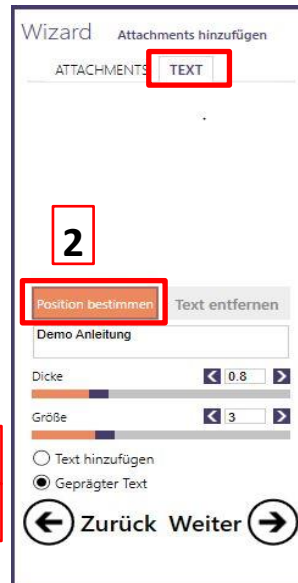 Wizard Attachments hinzufügen
ATTACHMENTS TEXT
2
Position bestimmen Text entfernen
Demo Anleitung
Dicke 0.8
Größe 3
Text hinzufügen
Geprägter Text
Zurück Weiter